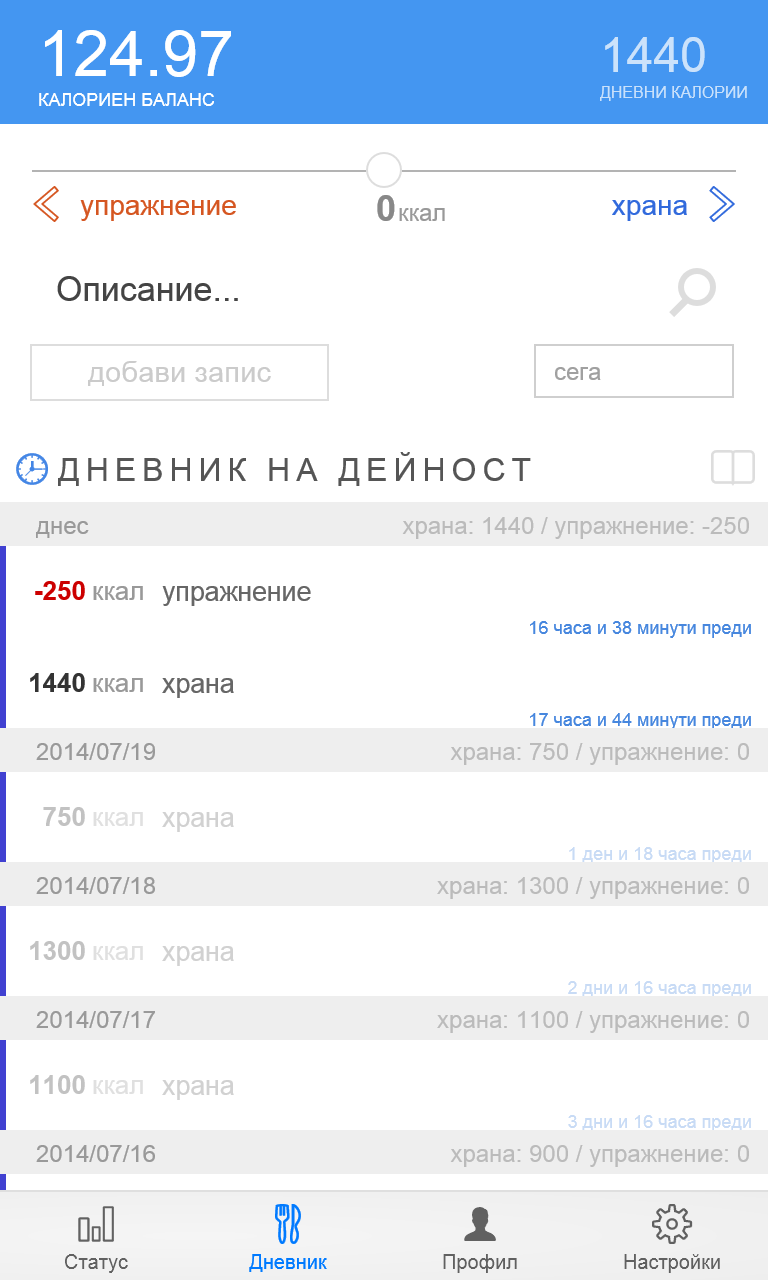 124.97
1440
КАЛОРИЕН БАЛАНС
ДНЕВНИ КАЛОРИИ
упражнение
0 ккал
храна
Описание...
добави запис
сега
ДНЕВНИК НА ДЕЙНОСТ
днес
храна: 1440 / упражнение: -250
-250 ккал упражнение
16 часа и 38 минути преди
1440 ккал храна
17 часа и 44 минути преди
2014/07/19
храна: 750 / упражнение: 0
750 ккал храна
1 ден и 18 часа преди
2014/07/18
храна: 1300 / упражнение: 0
1300 ккал храна
2 дни и 16 часа преди
2014/07/17
храна: 1100 / упражнение: 0
1100 ккал храна
3 дни и 16 часа преди
2014/07/16
храна: 900 / упражнение: 0
Статус
Дневник
Профил
Настройки